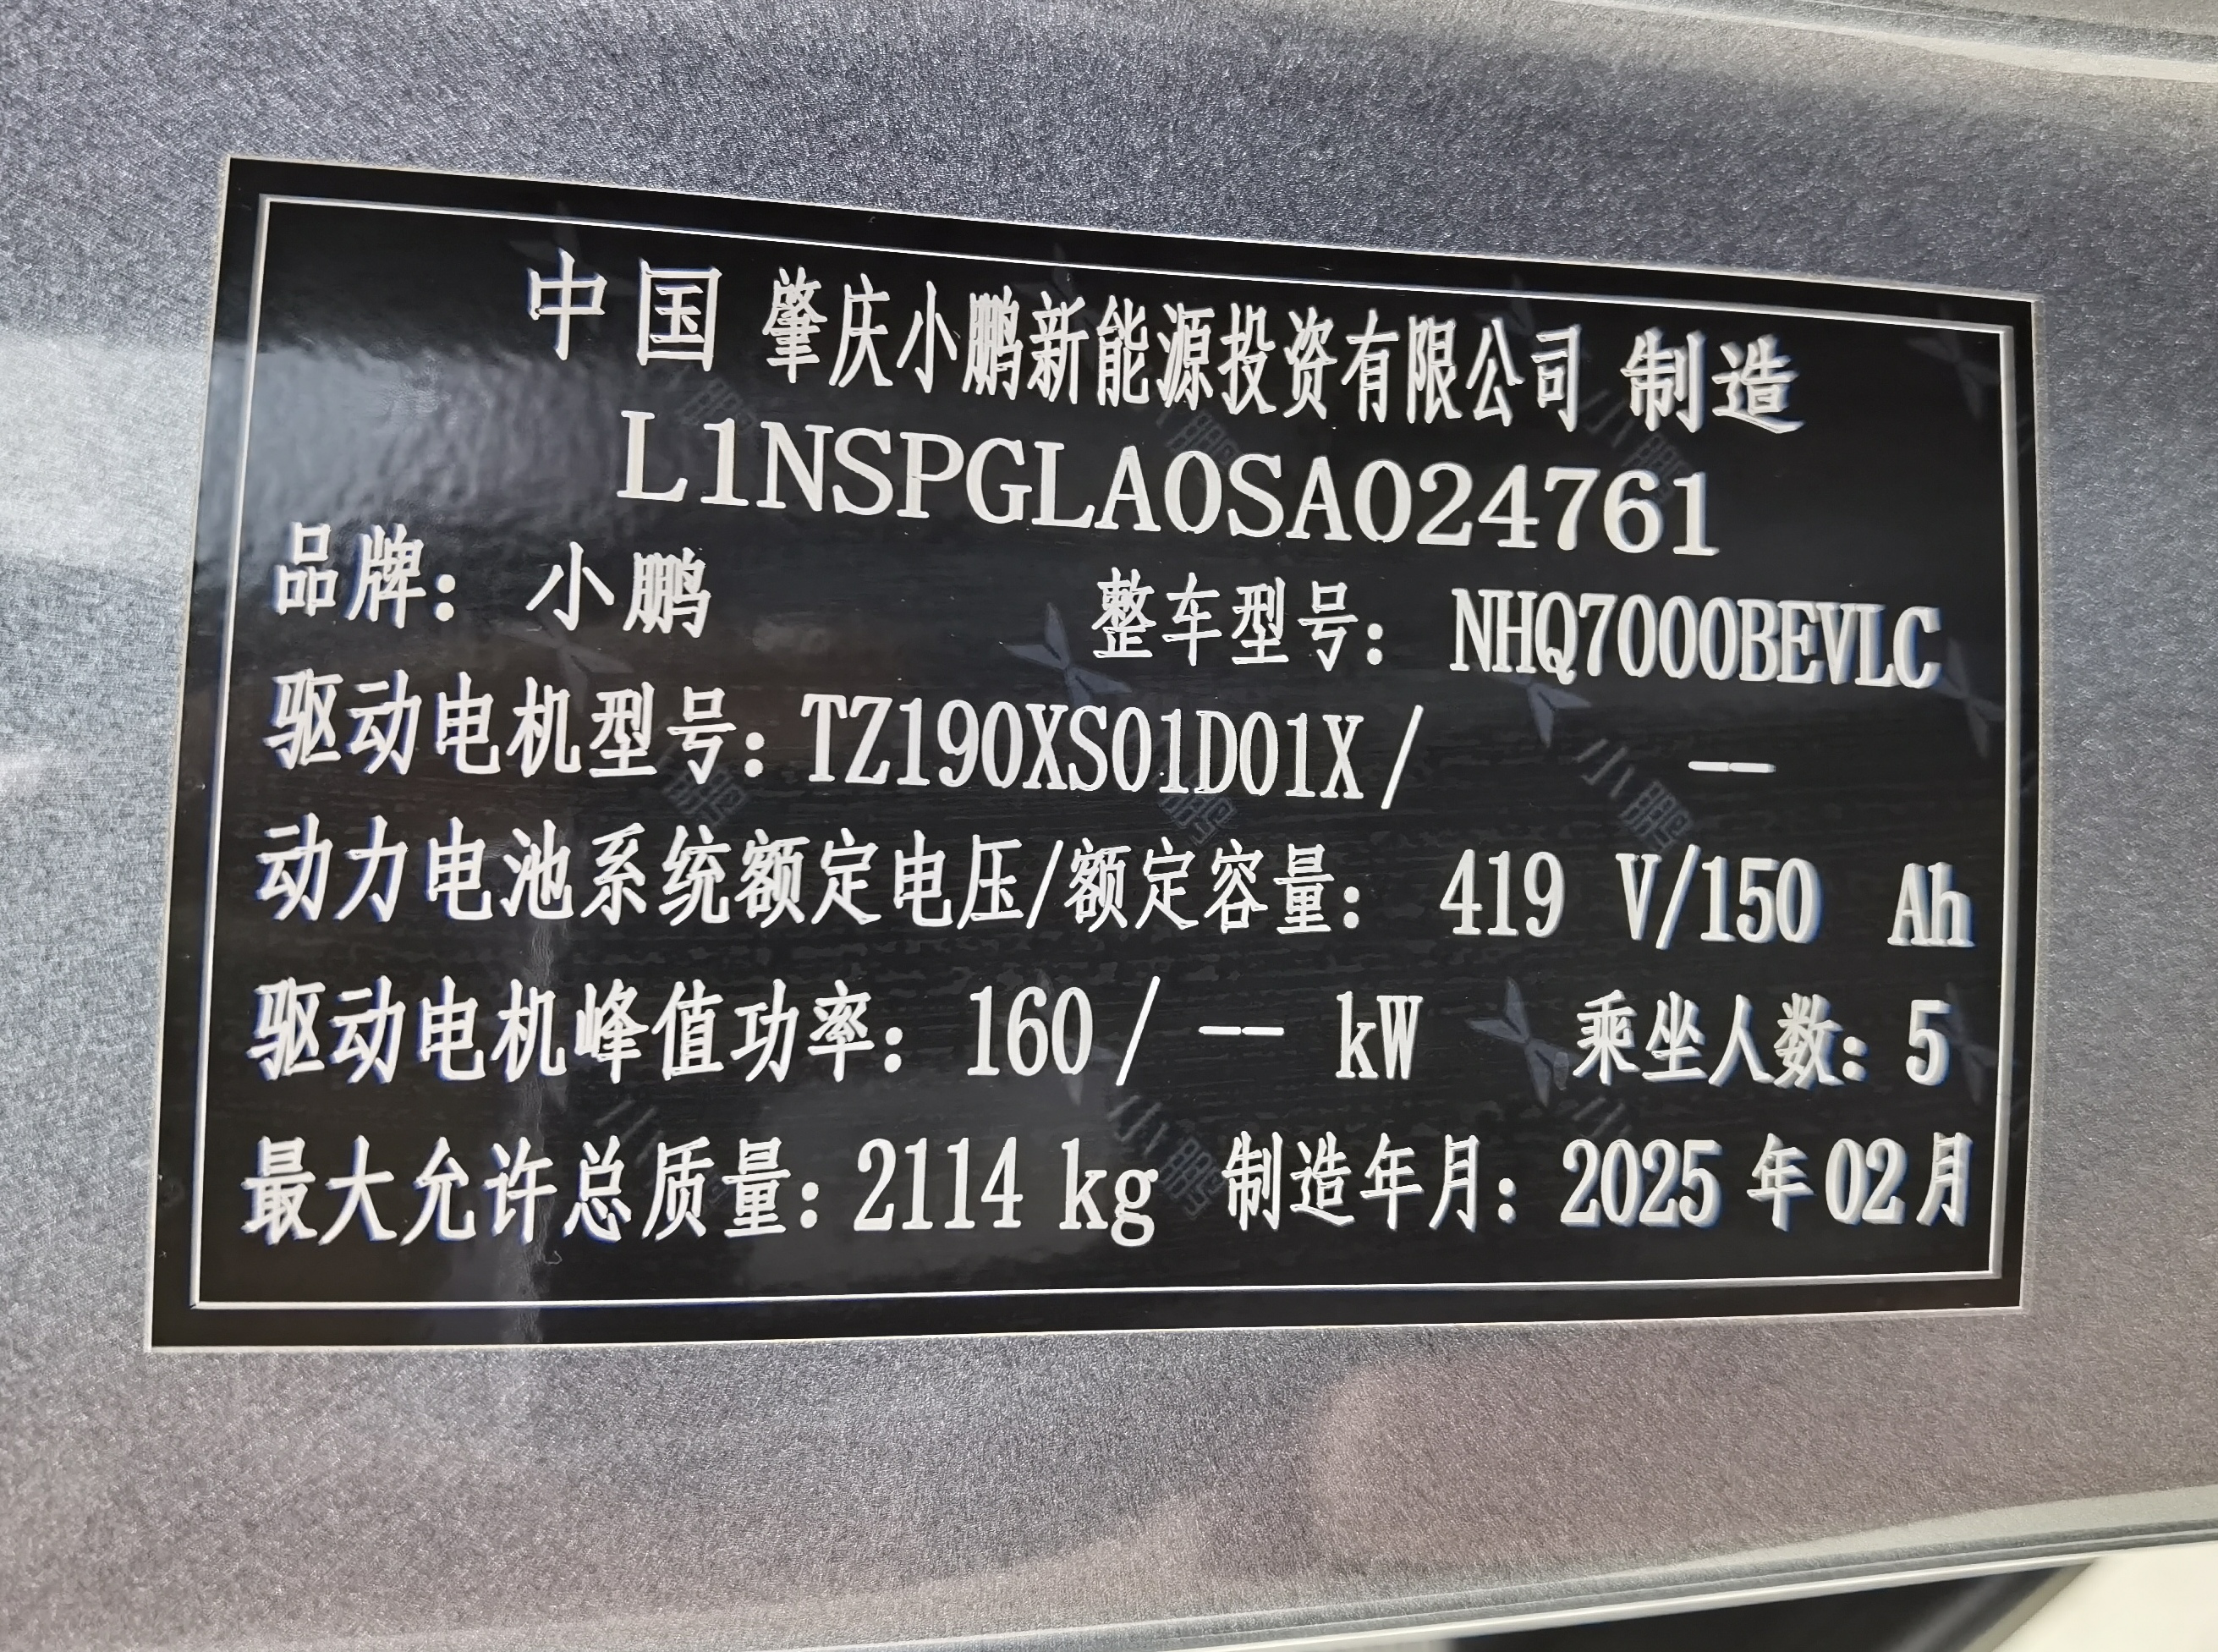 中国 肇庆小鹏新能源投资有限公司 制造
L1NSPGLA0SA024761
品牌： 小鹏 整车型号： NHQ7000BEVLC
驱动电机型号：TZ190XS01D01X / --
动力电池系统额定电压/额定容量： 419 V/150 Ah
驱动电机峰值功率： 160 / -- kW 乘坐人数：5
最大允许总质量：2114 kg 制造年月：2025 年 02月